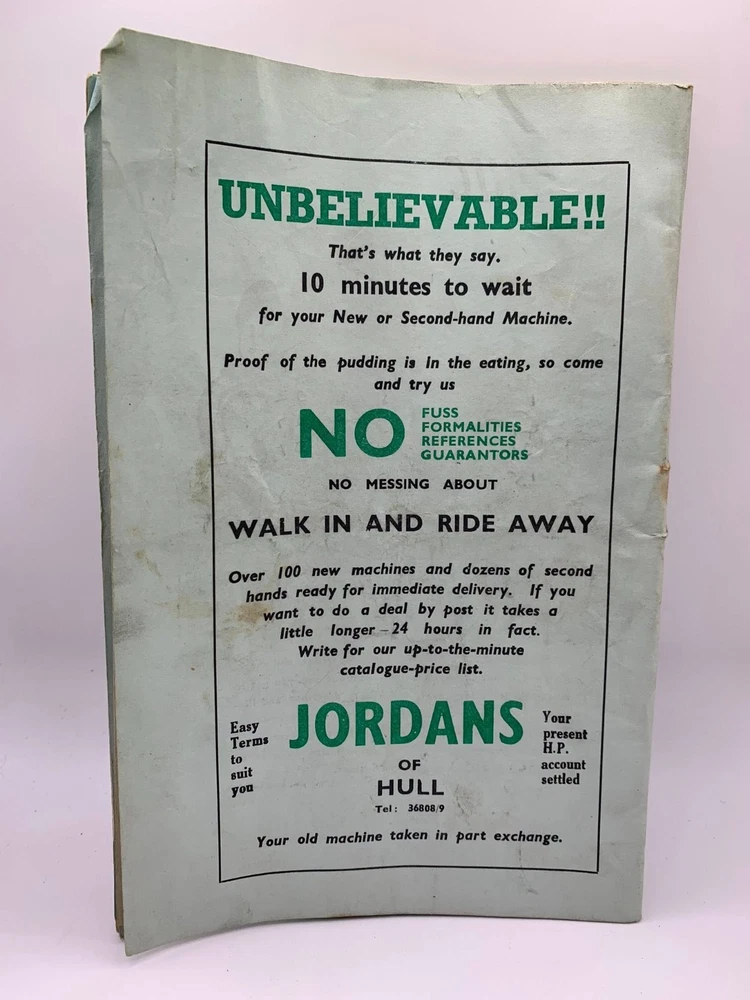 UNBELIEVABLE!!
That's what they say.
10 minutes to wait
for your New or Second-hand Machine.
Proof of the pudding is in the eating, so come
and try us
NO
FUSS
FORMALITIES
REFERENCES
GUARANTORS
NO MESSING ABOUT
WALK IN AND RIDE AWAY
Over 100 new machines and dozens of second
hands ready for immediate delivery. If you
want to do a deal by post it takes a
little longer–24 hours in fact.
Write for our up-to-the-minute
catalogue-price list.
Easy
Terms
to
suit
you
JORDANS
OF
HULL
Tel: 36808/9
Your
present
H.P.
account
settled
Your old machine taken in part exchange.